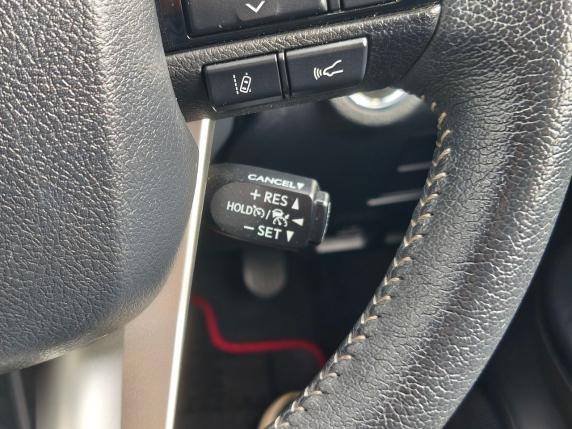 CANCEL▼
+ RES ▲
HOLD /
− SET ▼